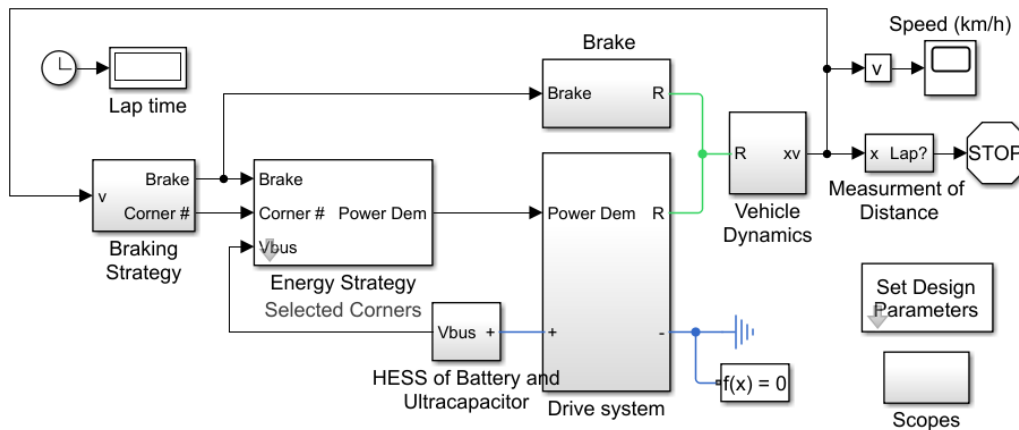 Speed (km/h)
Brake
v
Lap time
Brake R
R xv
x Lap?
STOP
Measurment of
Distance
Vehicle
Dynamics
v Brake
Corner #
Braking
Strategy
Brake
Corner # Power Dem
Vbus
Energy Strategy
Selected Corners
Power Dem R
+ -
Drive system
Vbus +
HESS of Battery and
Ultracapacitor
f(x) = 0
Set Design
Parameters
Scopes